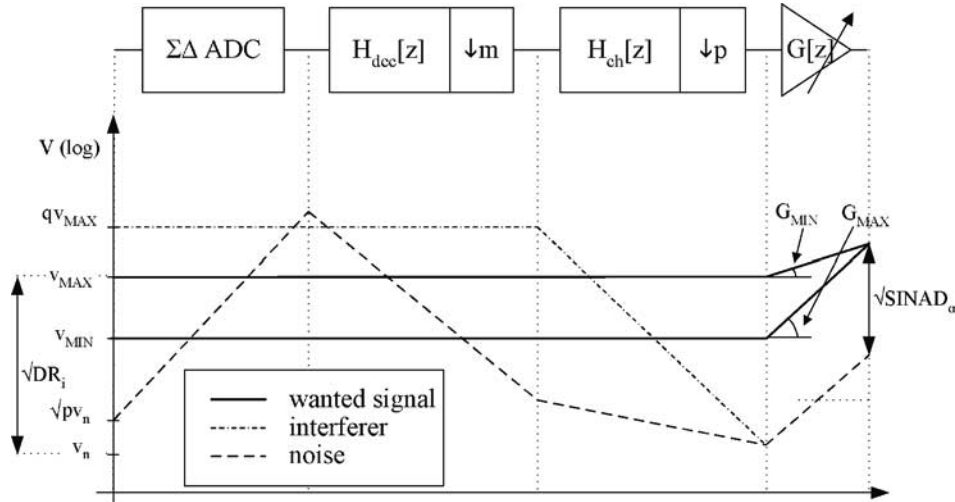 ΣΔ ADC
H_dec[z]
↓m
H_ch[z]
↓p
G[z]
V (log)
qv_MAX
G_MIN
G_MAX
v_MAX
√SINAD_o
v_MIN
√DR_i
√pv_n
v_n
wanted signal
interferer
noise